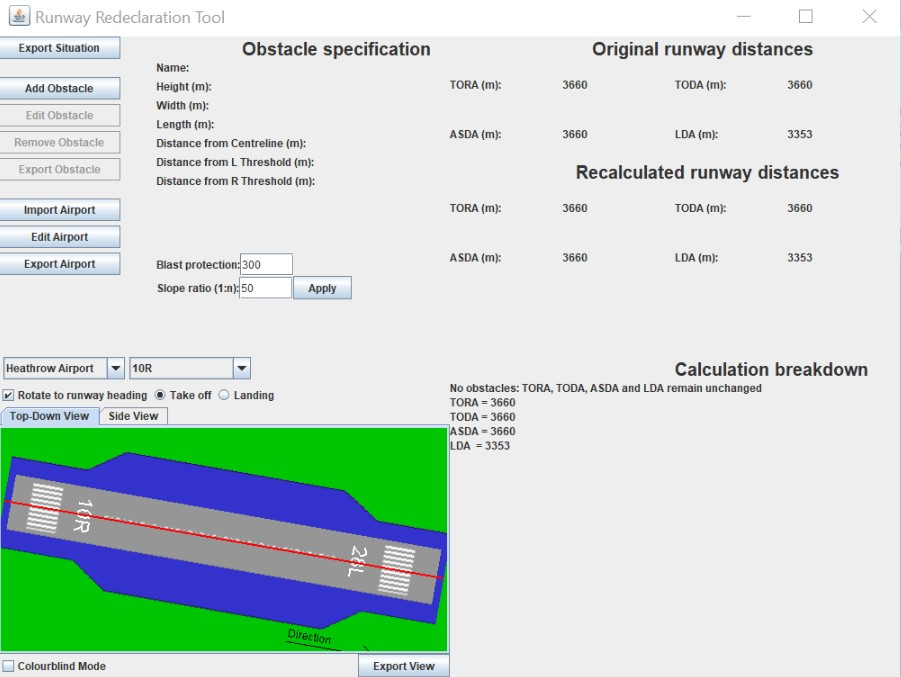 Runway Redeclaration Tool
Export Situation
Add Obstacle
Edit Obstacle
Remove Obstacle
Export Obstacle
Import Airport
Edit Airport
Export Airport
Obstacle specification
Name:
Height (m):
Width (m):
Length (m):
Distance from Centreline (m):
Distance from L Threshold (m):
Distance from R Threshold (m):
Blast protection: 300
Slope ratio (1:n): 50 Apply
Original runway distances
TORA (m): 3660 TODA (m): 3660
ASDA (m): 3660 LDA (m): 3353
Recalculated runway distances
TORA (m): 3660 TODA (m): 3660
ASDA (m): 3660 LDA (m): 3353
Heathrow Airport 10R
Rotate to runway heading Take off Landing
Top-Down View Side View
10R
28L
Direction
Colourblind Mode Export View
Calculation breakdown
No obstacles: TORA, TODA, ASDA and LDA remain unchanged
TORA = 3660
TODA = 3660
ASDA = 3660
LDA = 3353